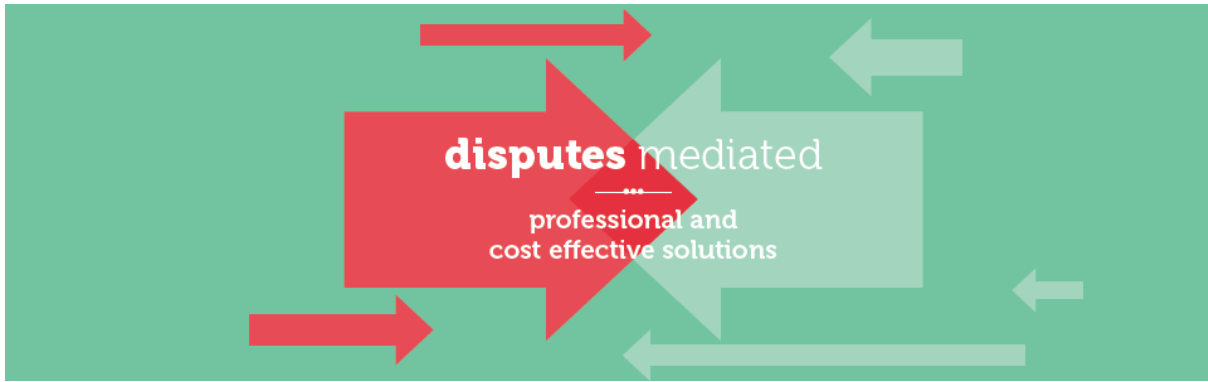 disputes mediated
professional and
cost effective solutions